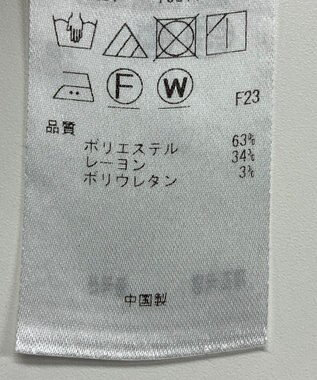 F
W
F23
品質
ポリエステル 63%
レーヨン 34%
ポリウレタン 3%
中国製